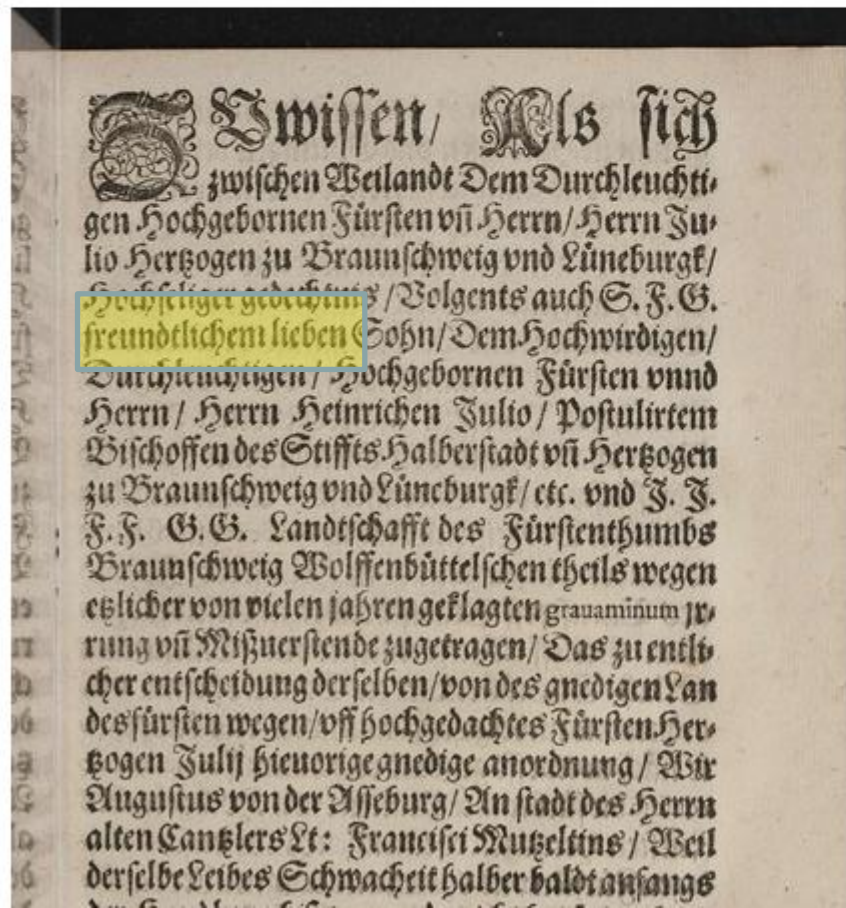 ZUwissen/ Als sich
zwischen Weilandt Dem Durchleuchti-
gen Hochgebornen Fürsten vñ Herrn/ Herrn Ju-
lio Hertzogen zu Braunschweig vnd Lüneburgk/
Hochseliger gedechtnis / Volgents auch S. F. G.
freundtlichem lieben Sohn/ Dem Hochwirdigen/
Durchleuchtigen / Hochgebornen Fürsten vnnd
Herrn / Herrn Heinrichen Julio / Postulirtem
Bischoffen des Stiffts Halberstadt vñ Hertzogen
zu Braunschweig vnd Lüneburgk/ etc. vnd J. J.
F. F. G. G. Landtschafft des Fürstenthumbs
Braunschweig Wolffenbüttelschen theils wegen
etzlicher von vielen jahren geklagten grauaminum jr-
rung vñ Mißuerstende zugetragen/ Das zu entli-
cher entscheidung derselben/ von des gnedigen Lan
desfürsten wegen/ vff hochgedachtes Fürsten Her-
tzogen Julij hieuorige gnedige anordnung / Wir
Augustus von der Asseburg/ An stadt des Herrn
alten Cantzlers Lt: Francisci Mutzeltins / Weil
derselbe Leibes Schwacheit halber baldt anfangs